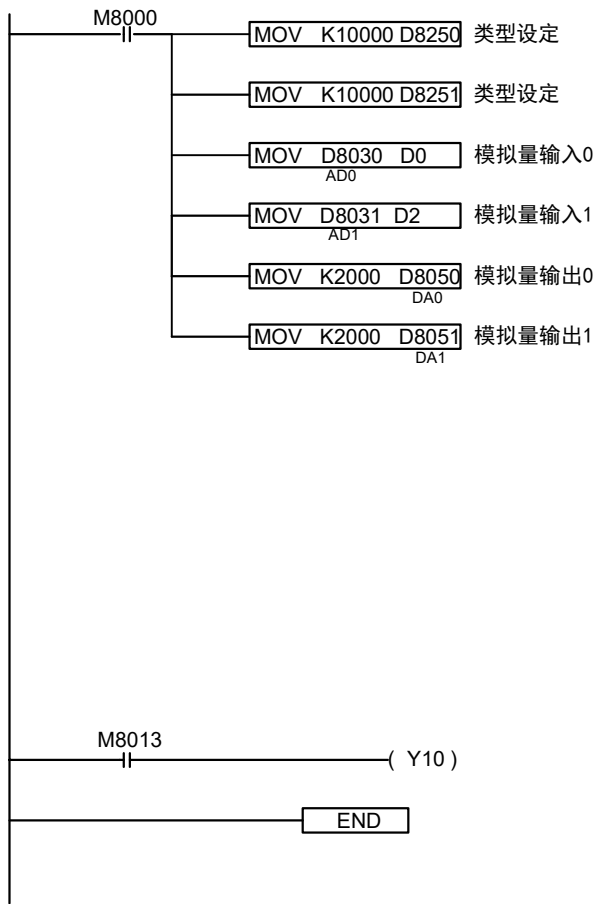 M8000
MOV K10000 D8250 类型设定
MOV K10000 D8251 类型设定
MOV D8030 D0 模拟量输入0
AD0
MOV D8031 D2 模拟量输入1
AD1
MOV K2000 D8050 模拟量输出0
DA0
MOV K2000 D8051 模拟量输出1
DA1
M8013
( Y10 )
END